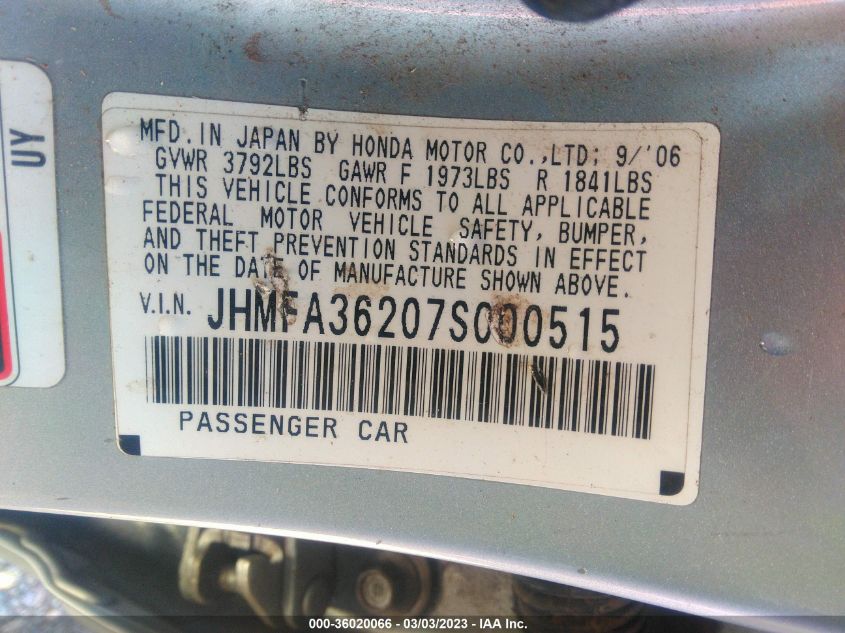 UY
MFD. IN JAPAN BY HONDA MOTOR CO.,LTD; 9/'06
GVWR 3792LBS GAWR F 1973LBS R 1841LBS
THIS VEHICLE CONFORMS TO ALL APPLICABLE
FEDERAL MOTOR VEHICLE SAFETY, BUMPER,
AND THEFT PREVENTION STANDARDS IN EFFECT
ON THE DATE OF MANUFACTURE SHOWN ABOVE.
V.I.N. JHMFA36207S000515
PASSENGER CAR
000-36020066 - 03/03/2023 - IAA Inc.